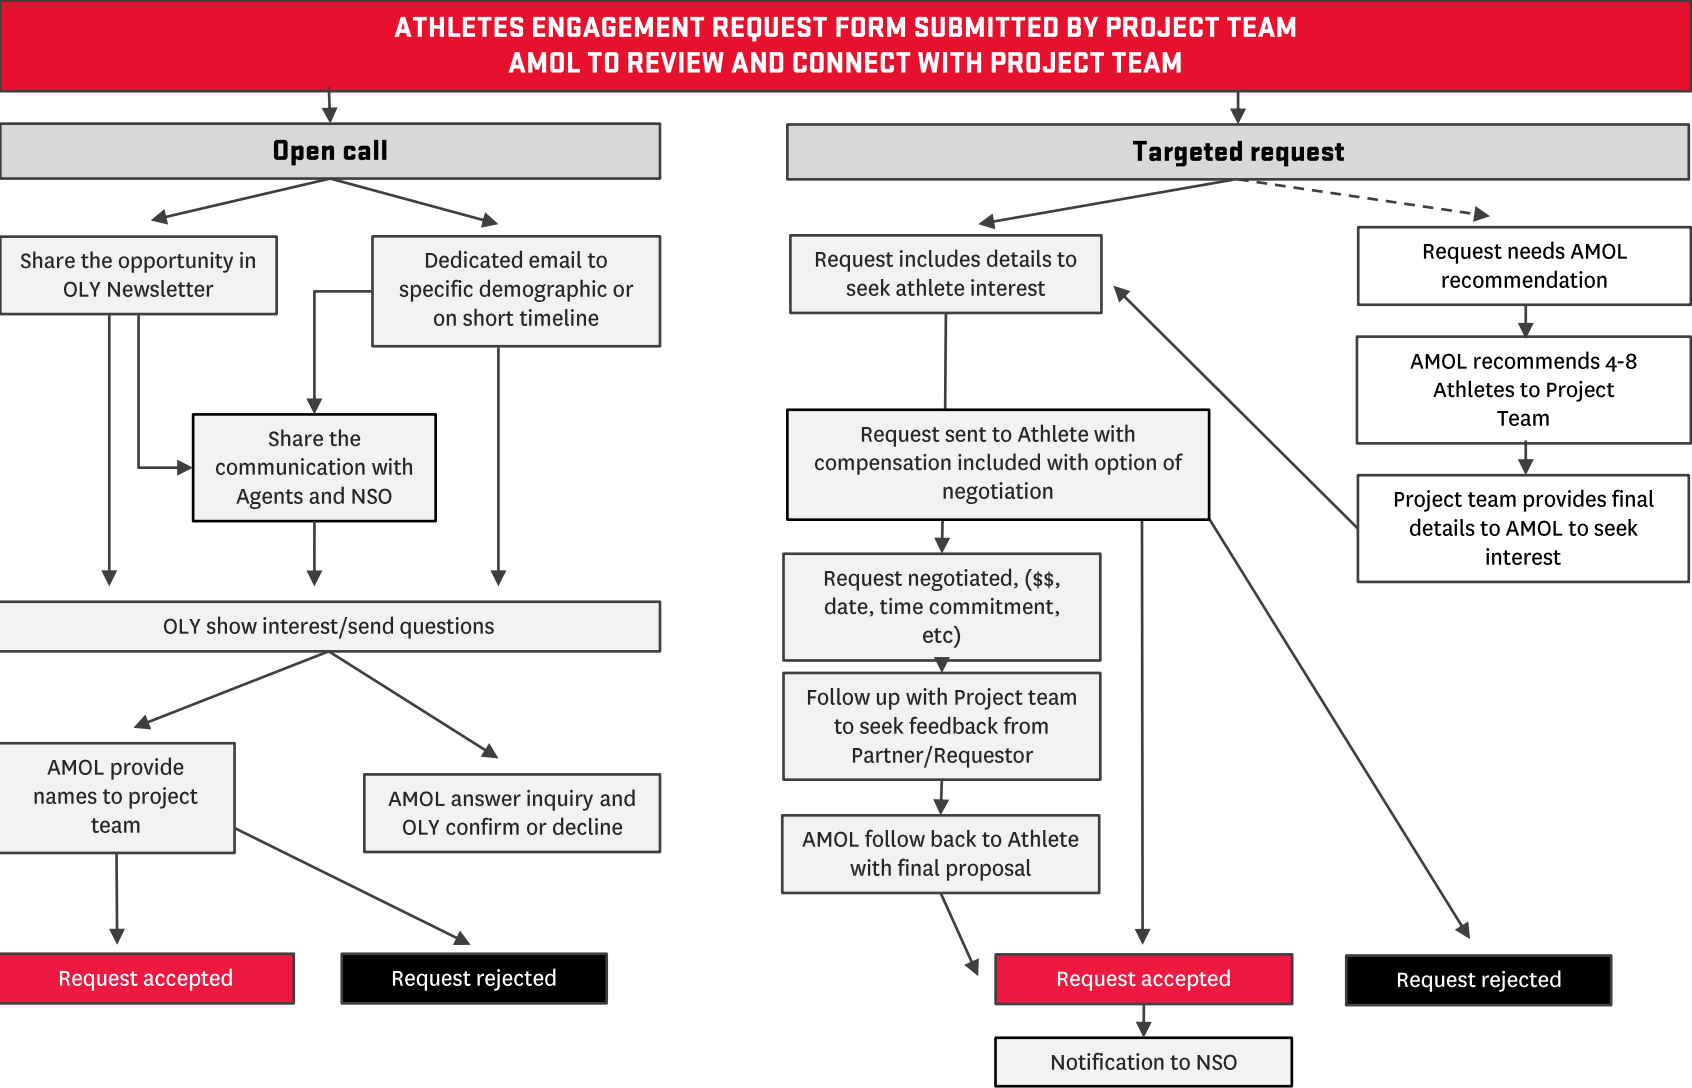 ATHLETES ENGAGEMENT REQUEST FORM SUBMITTED BY PROJECT TEAM
AMOL TO REVIEW AND CONNECT WITH PROJECT TEAM
Open call
Share the opportunity in
OLY Newsletter
Dedicated email to
specific demographic or
on short timeline
Share the
communication with
Agents and NSO
OLY show interest/send questions
AMOL provide
names to project
team
AMOL answer inquiry and
OLY confirm or decline
Request accepted
Request rejected
Targeted request
Request includes details to
seek athlete interest
Request needs AMOL
recommendation
AMOL recommends 4-8
Athletes to Project
Team
Project team provides final
details to AMOL to seek
interest
Request sent to Athlete with
compensation included with option of
negotiation
Request negotiated, ($$,
date, time commitment,
etc)
Follow up with Project team
to seek feedback from
Partner/Requestor
AMOL follow back to Athlete
with final proposal
Request accepted
Request rejected
Notification to NSO